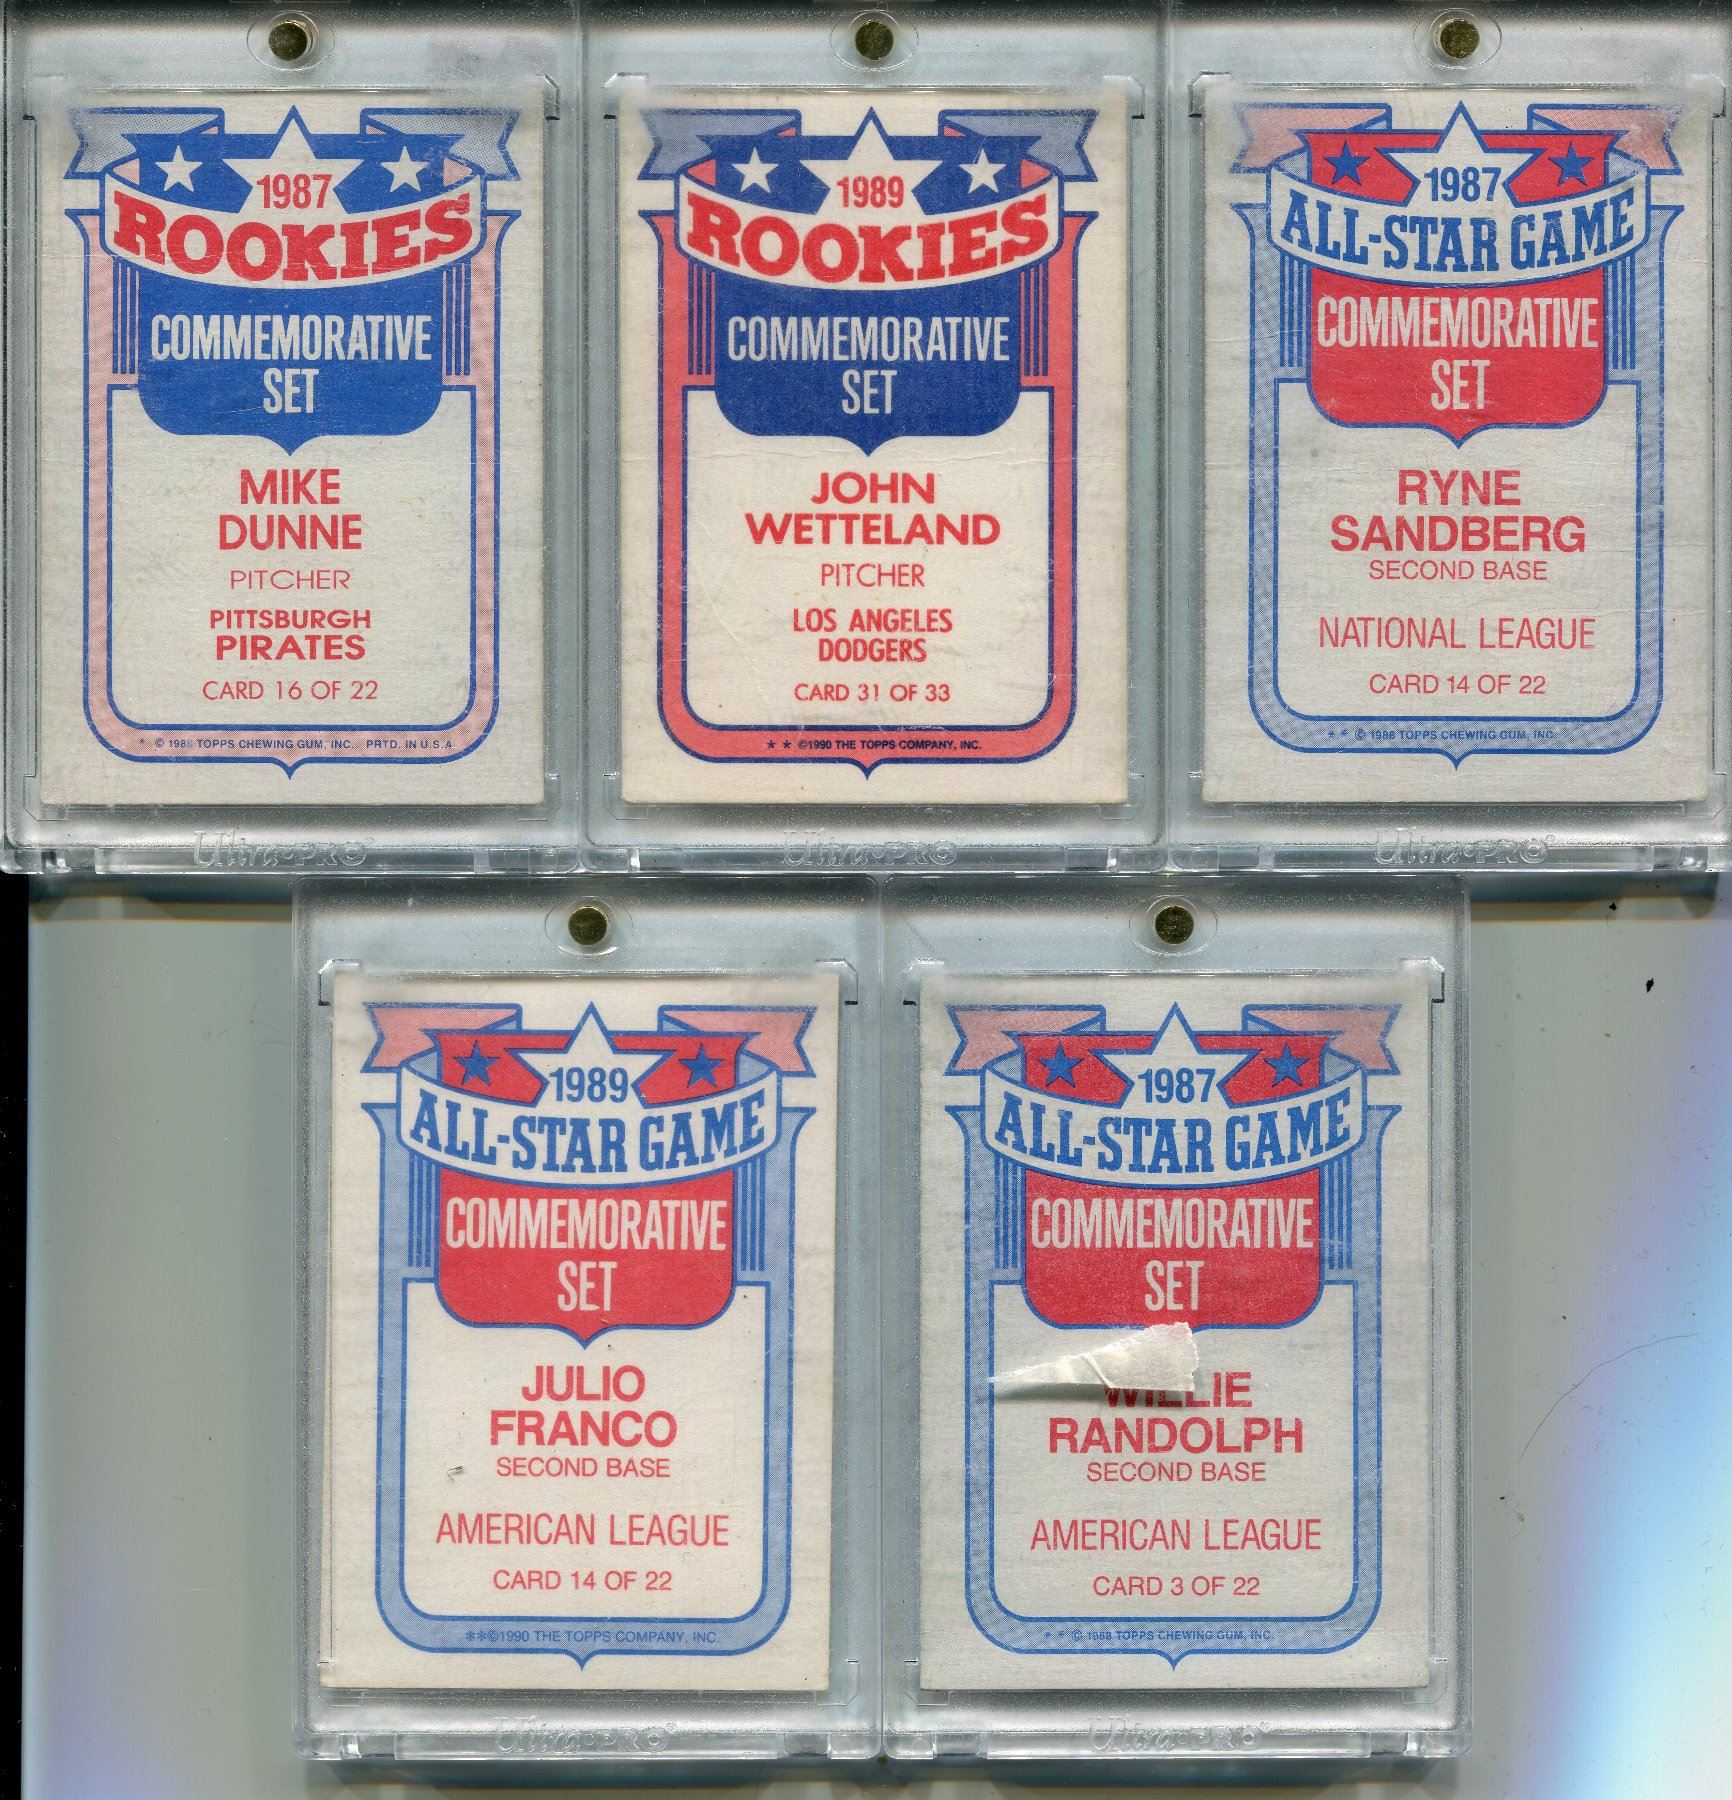 1987
ROOKIES
COMMEMORATIVE
SET
MIKE
DUNNE
PITCHER
PITTSBURGH
PIRATES
CARD 16 OF 22
* © 1988 TOPPS CHEWING GUM, INC. PRTD. IN U.S.A
Ultra•PRO®
1989
ROOKIES
COMMEMORATIVE
SET
JOHN
WETTELAND
PITCHER
LOS ANGELES
DODGERS
CARD 31 OF 33
★ ★ ©1990 THE TOPPS COMPANY, INC.
Ultra•PRO®
1987
ALL-STAR GAME
COMMEMORATIVE
SET
RYNE
SANDBERG
SECOND BASE
NATIONAL LEAGUE
CARD 14 OF 22
* * © 1988 TOPPS CHEWING GUM, INC.
Ultra•PRO®
1989
ALL-STAR GAME
COMMEMORATIVE
SET
JULIO
FRANCO
SECOND BASE
AMERICAN LEAGUE
CARD 14 OF 22
**©1990 THE TOPPS COMPANY, INC.
Ultra•PRO®
1987
ALL-STAR GAME
COMMEMORATIVE
SET
WILLIE
RANDOLPH
SECOND BASE
AMERICAN LEAGUE
CARD 3 OF 22
* * © 1988 TOPPS CHEWING GUM, INC.
Ultra•PRO®